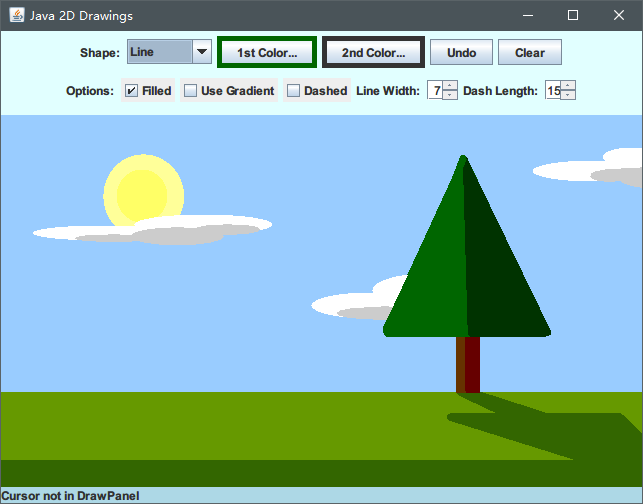 Java 2D Drawings
Shape: Line 1st Color... 2nd Color... Undo Clear
Options: Filled Use Gradient Dashed Line Width: 7 Dash Length: 15
Cursor not in DrawPanel